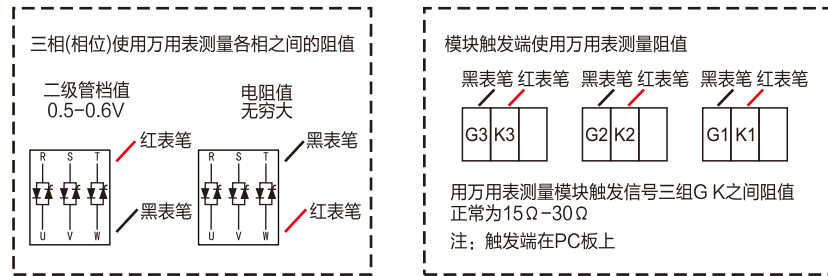 三相(相位)使用万用表测量各相之间的阻值
二级管档值
0.5-0.6V
电阻值
无穷大
R S T
红表笔
黑表笔
U V W
R S T
黑表笔
红表笔
U V W
模块触发端使用万用表测量阻值
黑表笔 红表笔 黑表笔 红表笔 黑表笔 红表笔
G3 K3 G2 K2 G1 K1
用万用表测量模块触发信号三组G K之间阻值
正常为15Ω-30Ω
注：触发端在PC板上